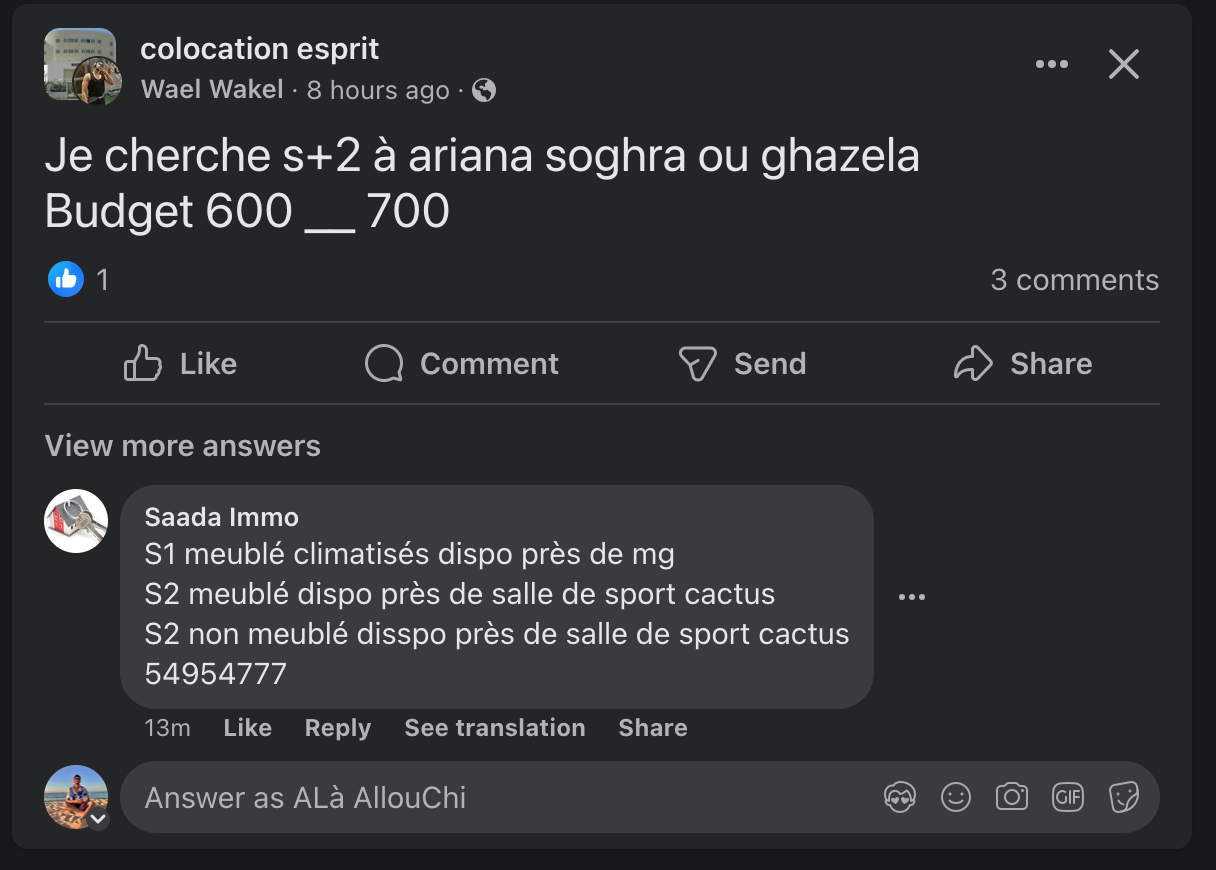 colocation esprit
Wael Wakel · 8 hours ago ·
Je cherche s+2 à ariana soghra ou ghazela
Budget 600 __ 700
1
3 comments
Like
Comment
Send
Share
View more answers
Saada Immo
S1 meublé climatisés dispo près de mg
S2 meublé dispo près de salle de sport cactus
S2 non meublé disspo près de salle de sport cactus
54954777
13m Like Reply See translation Share
Answer as ALà AllouChi
GIF